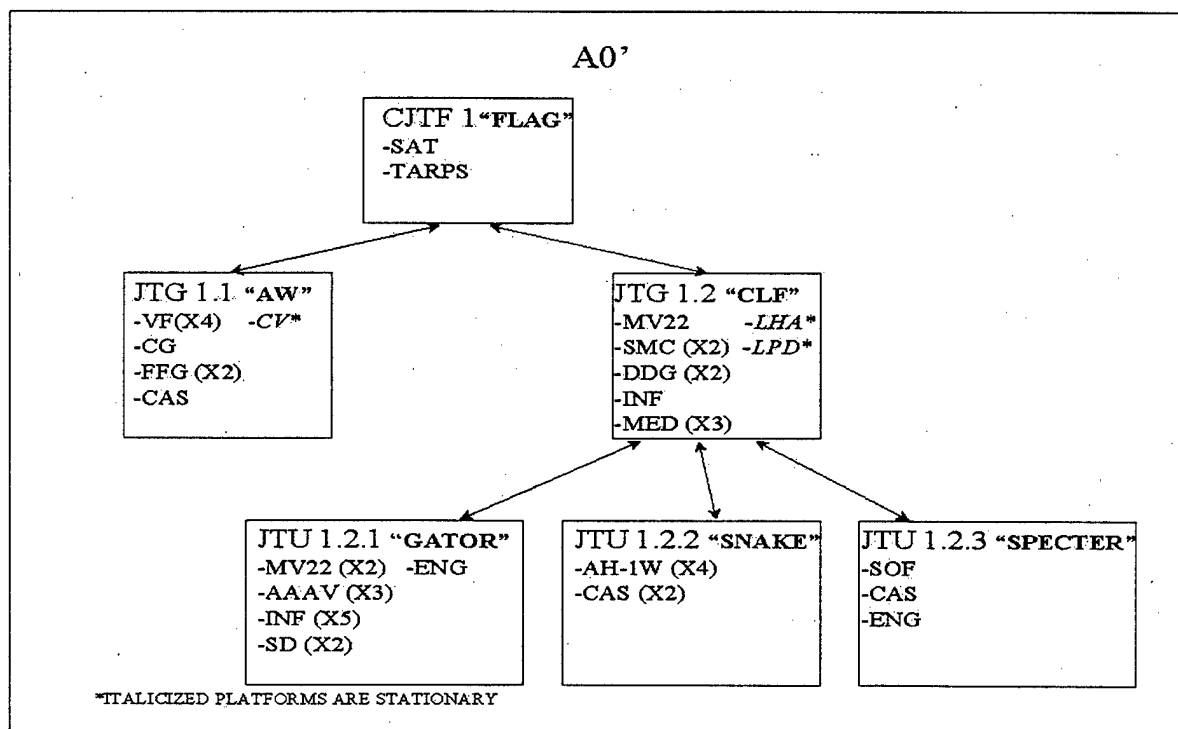 A0’
CJTF 1 “FLAG”
-SAT
-TARPS
JTG 1.1 “AW”
-VF(X4) -CV*
-CG
-FFG (X2)
-CAS
JTG 1.2 “CLF”
-MV22 -LHA*
-SMC (X2) -LPD*
-DDG (X2)
-INF
-MED (X3)
JTU 1.2.1 “GATOR”
-MV22 (X2) -ENG
-AAAV (X3)
-INF (X5)
-SD (X2)
JTU 1.2.2 “SNAKE”
-AH-1W (X4)
-CAS (X2)
JTU 1.2.3 “SPECTER”
-SOF
-CAS
-ENG
*ITALICIZED PLATFORMS ARE STATIONARY